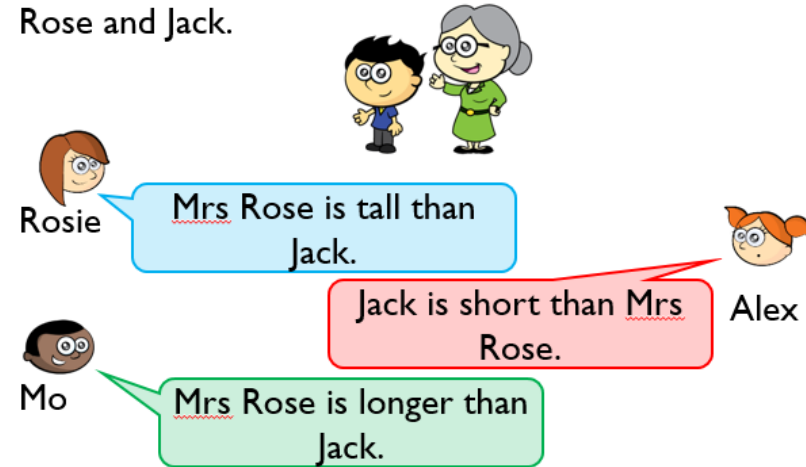 Rose and Jack.
Rosie
Mrs Rose is tall than
Jack.
Jack is short than Mrs
Rose.
Alex
Mo
Mrs Rose is longer than
Jack.